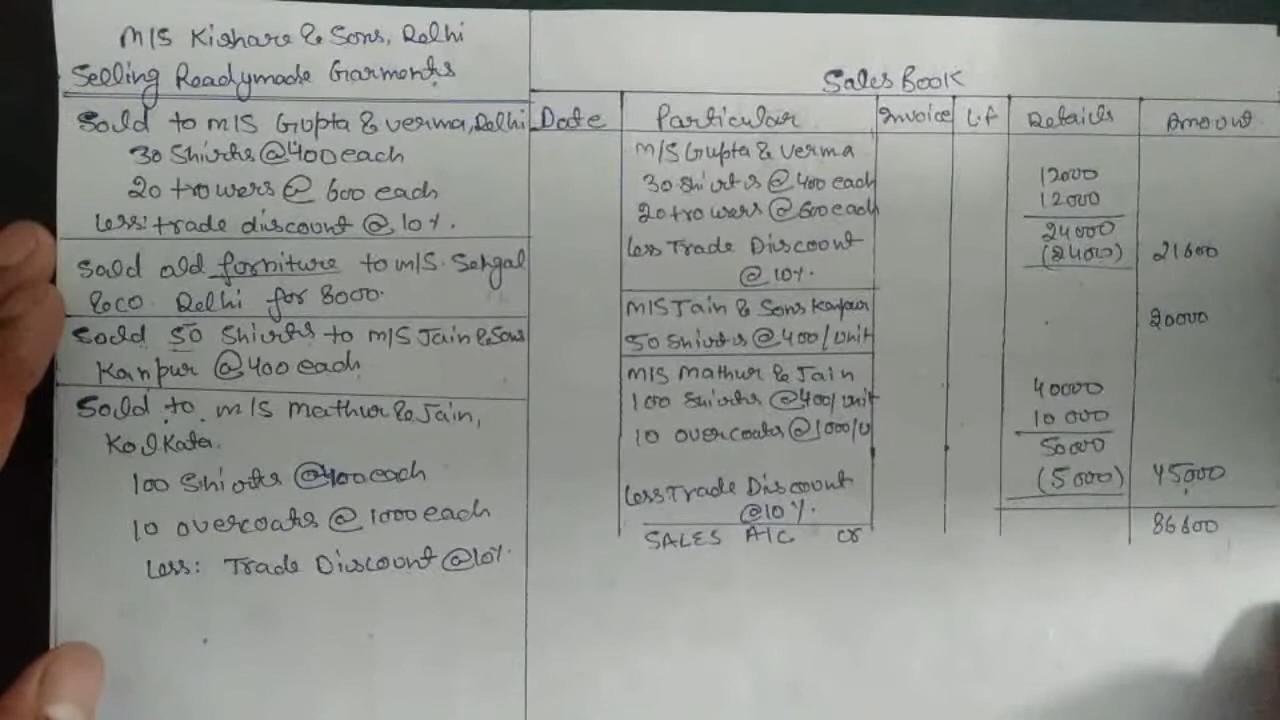 M/S Kishore & Sons, Delhi
Selling Readymade Garments
Sold to M/S Gupta & verma, Delhi
30 Shirts @ 400 each
20 trowers @ 600 each
Less: trade discount @ 10%.
Sold old forniture to M/S. Sehgal
& co. Delhi for 8000.
Sold 50 Shirts to M/S Jain & Sons
Kanpur @ 400 each
Sold to M/S Mathur & Jain,
Kolkata.
100 Shirts @ 400 each
10 overcoats @ 1000 each
Less: Trade Discount @ 10%.
Sales Book
Date Particular Invoice L.f Details Amount
M/S Gupta & Verma
30 Shirts @ 400 each 12000
20 trowers @ 600 each 12000
24000
Less Trade Discount (2400) 21600
@ 10%.
M/S Jain & Sons Kanpur 20000
50 Shirts @ 400/unit
M/S Mathur & Jain
100 Shirts @ 400/unit 40000
10 overcoats @ 1000/U 10000
50000
Less Trade Discount (5000) 45000
@ 10%.
SALES A/C Cr 86600